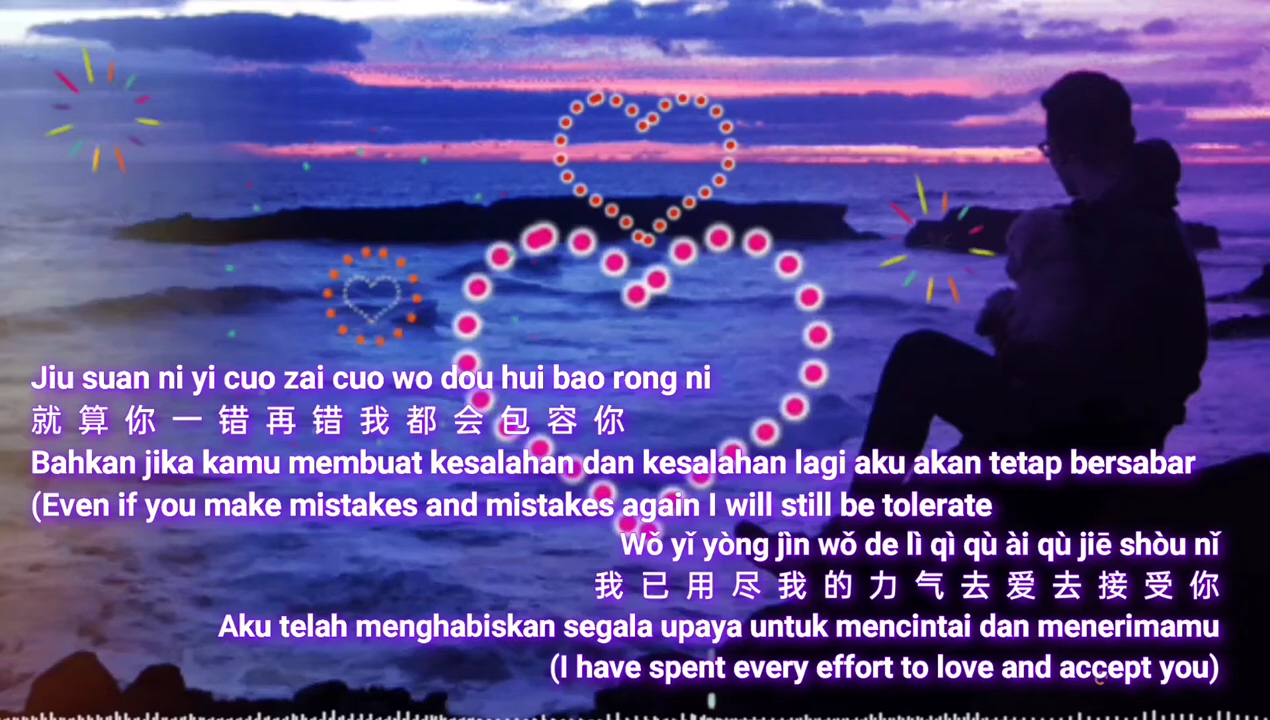 Jiu suan ni yi cuo zai cuo wo dou hui bao rong ni
就 算 你 一 错 再 错 我 都 会 包 容 你
Bahkan jika kamu membuat kesalahan dan kesalahan lagi aku akan tetap bersabar
(Even if you make mistakes and mistakes again I will still be tolerate
Wǒ yǐ yòng jìn wǒ de lì qì qù ài qù jiē shòu nǐ
我 已 用 尽 我 的 力 气 去 爱 去 接 受 你
Aku telah menghabiskan segala upaya untuk mencintai dan menerimamu
(I have spent every effort to love and accept you)